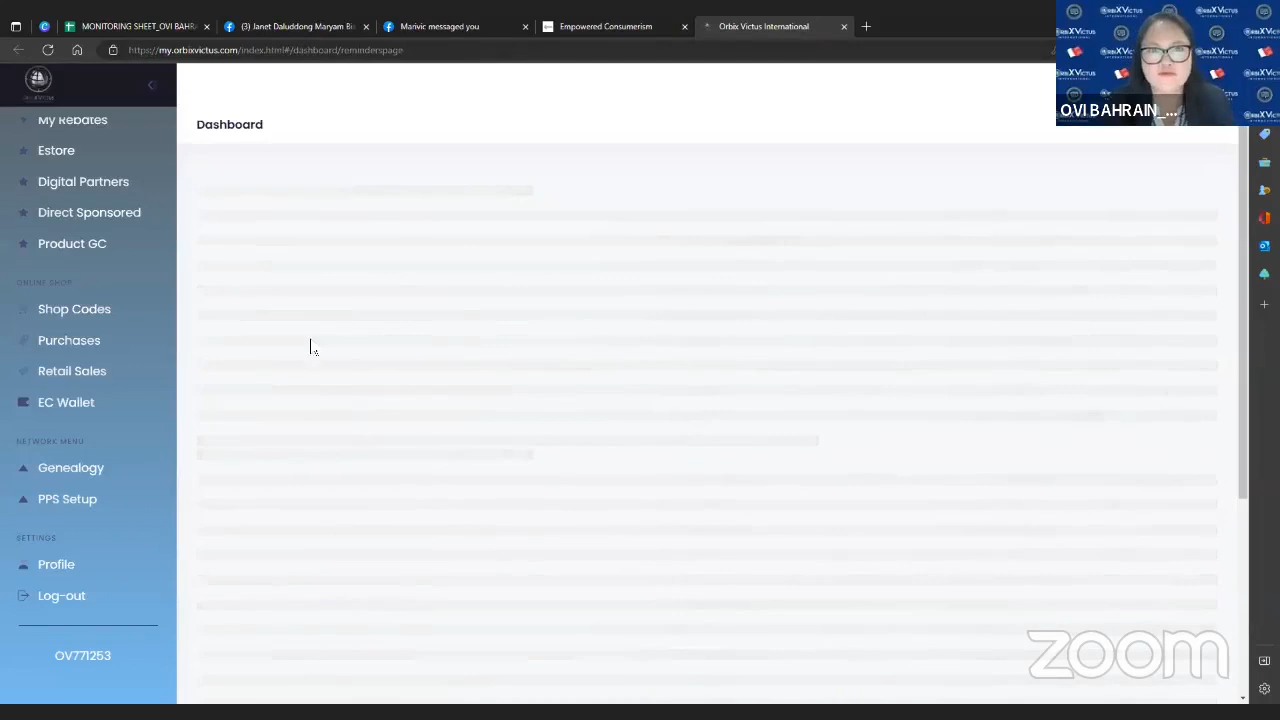 MONITORING SHEET_OVI BAHR
(3) Janet Daluddong Maryam Bi
Marivic messaged you
Empowered Consumerism
Orbix Victus International
https://my.orbixvictus.com/index.html#/dashboard/reminderspage
OVI BAHRAIN_...
Dashboard
My Rebates
Estore
Digital Partners
Direct Sponsored
Product GC
ONLINE SHOP
Shop Codes
Purchases
Retail Sales
EC Wallet
NETWORK MENU
Genealogy
PPS Setup
SETTINGS
Profile
Log-out
OV771253
zoom